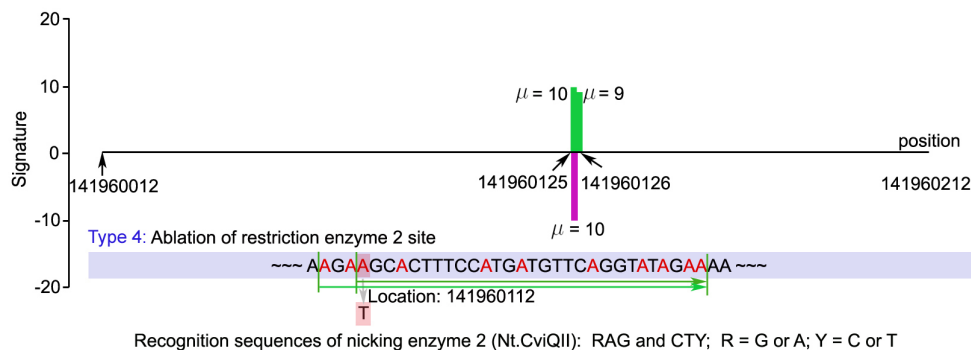 20
10
0
-10
-20
Signature
μ = 10
μ = 9
position
141960012
141960125
141960126
141960212
μ = 10
Type 4: Ablation of restriction enzyme 2 site
~~~ AAGAAGCACTTTCCATGATGTTCAGGTATAGAAAA ~~~
Location: 141960112
T
Recognition sequences of nicking enzyme 2 (Nt.CviQII): RAG and CTY; R = G or A; Y = C or T